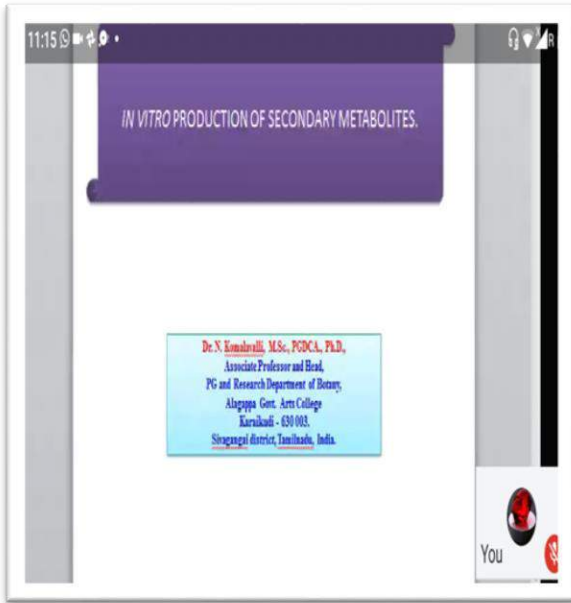 11:15
R
IN VITRO PRODUCTION OF SECONDARY METABOLITES.
Dr. N. Komalavalli, M.Sc., PGDCA., Ph.D.,
Associate Professor and Head,
PG and Research Department of Botany,
Alagappa Govt. Arts College
Karaikudi - 630 003.
Sivagangai district, Tamilnadu, India.
You